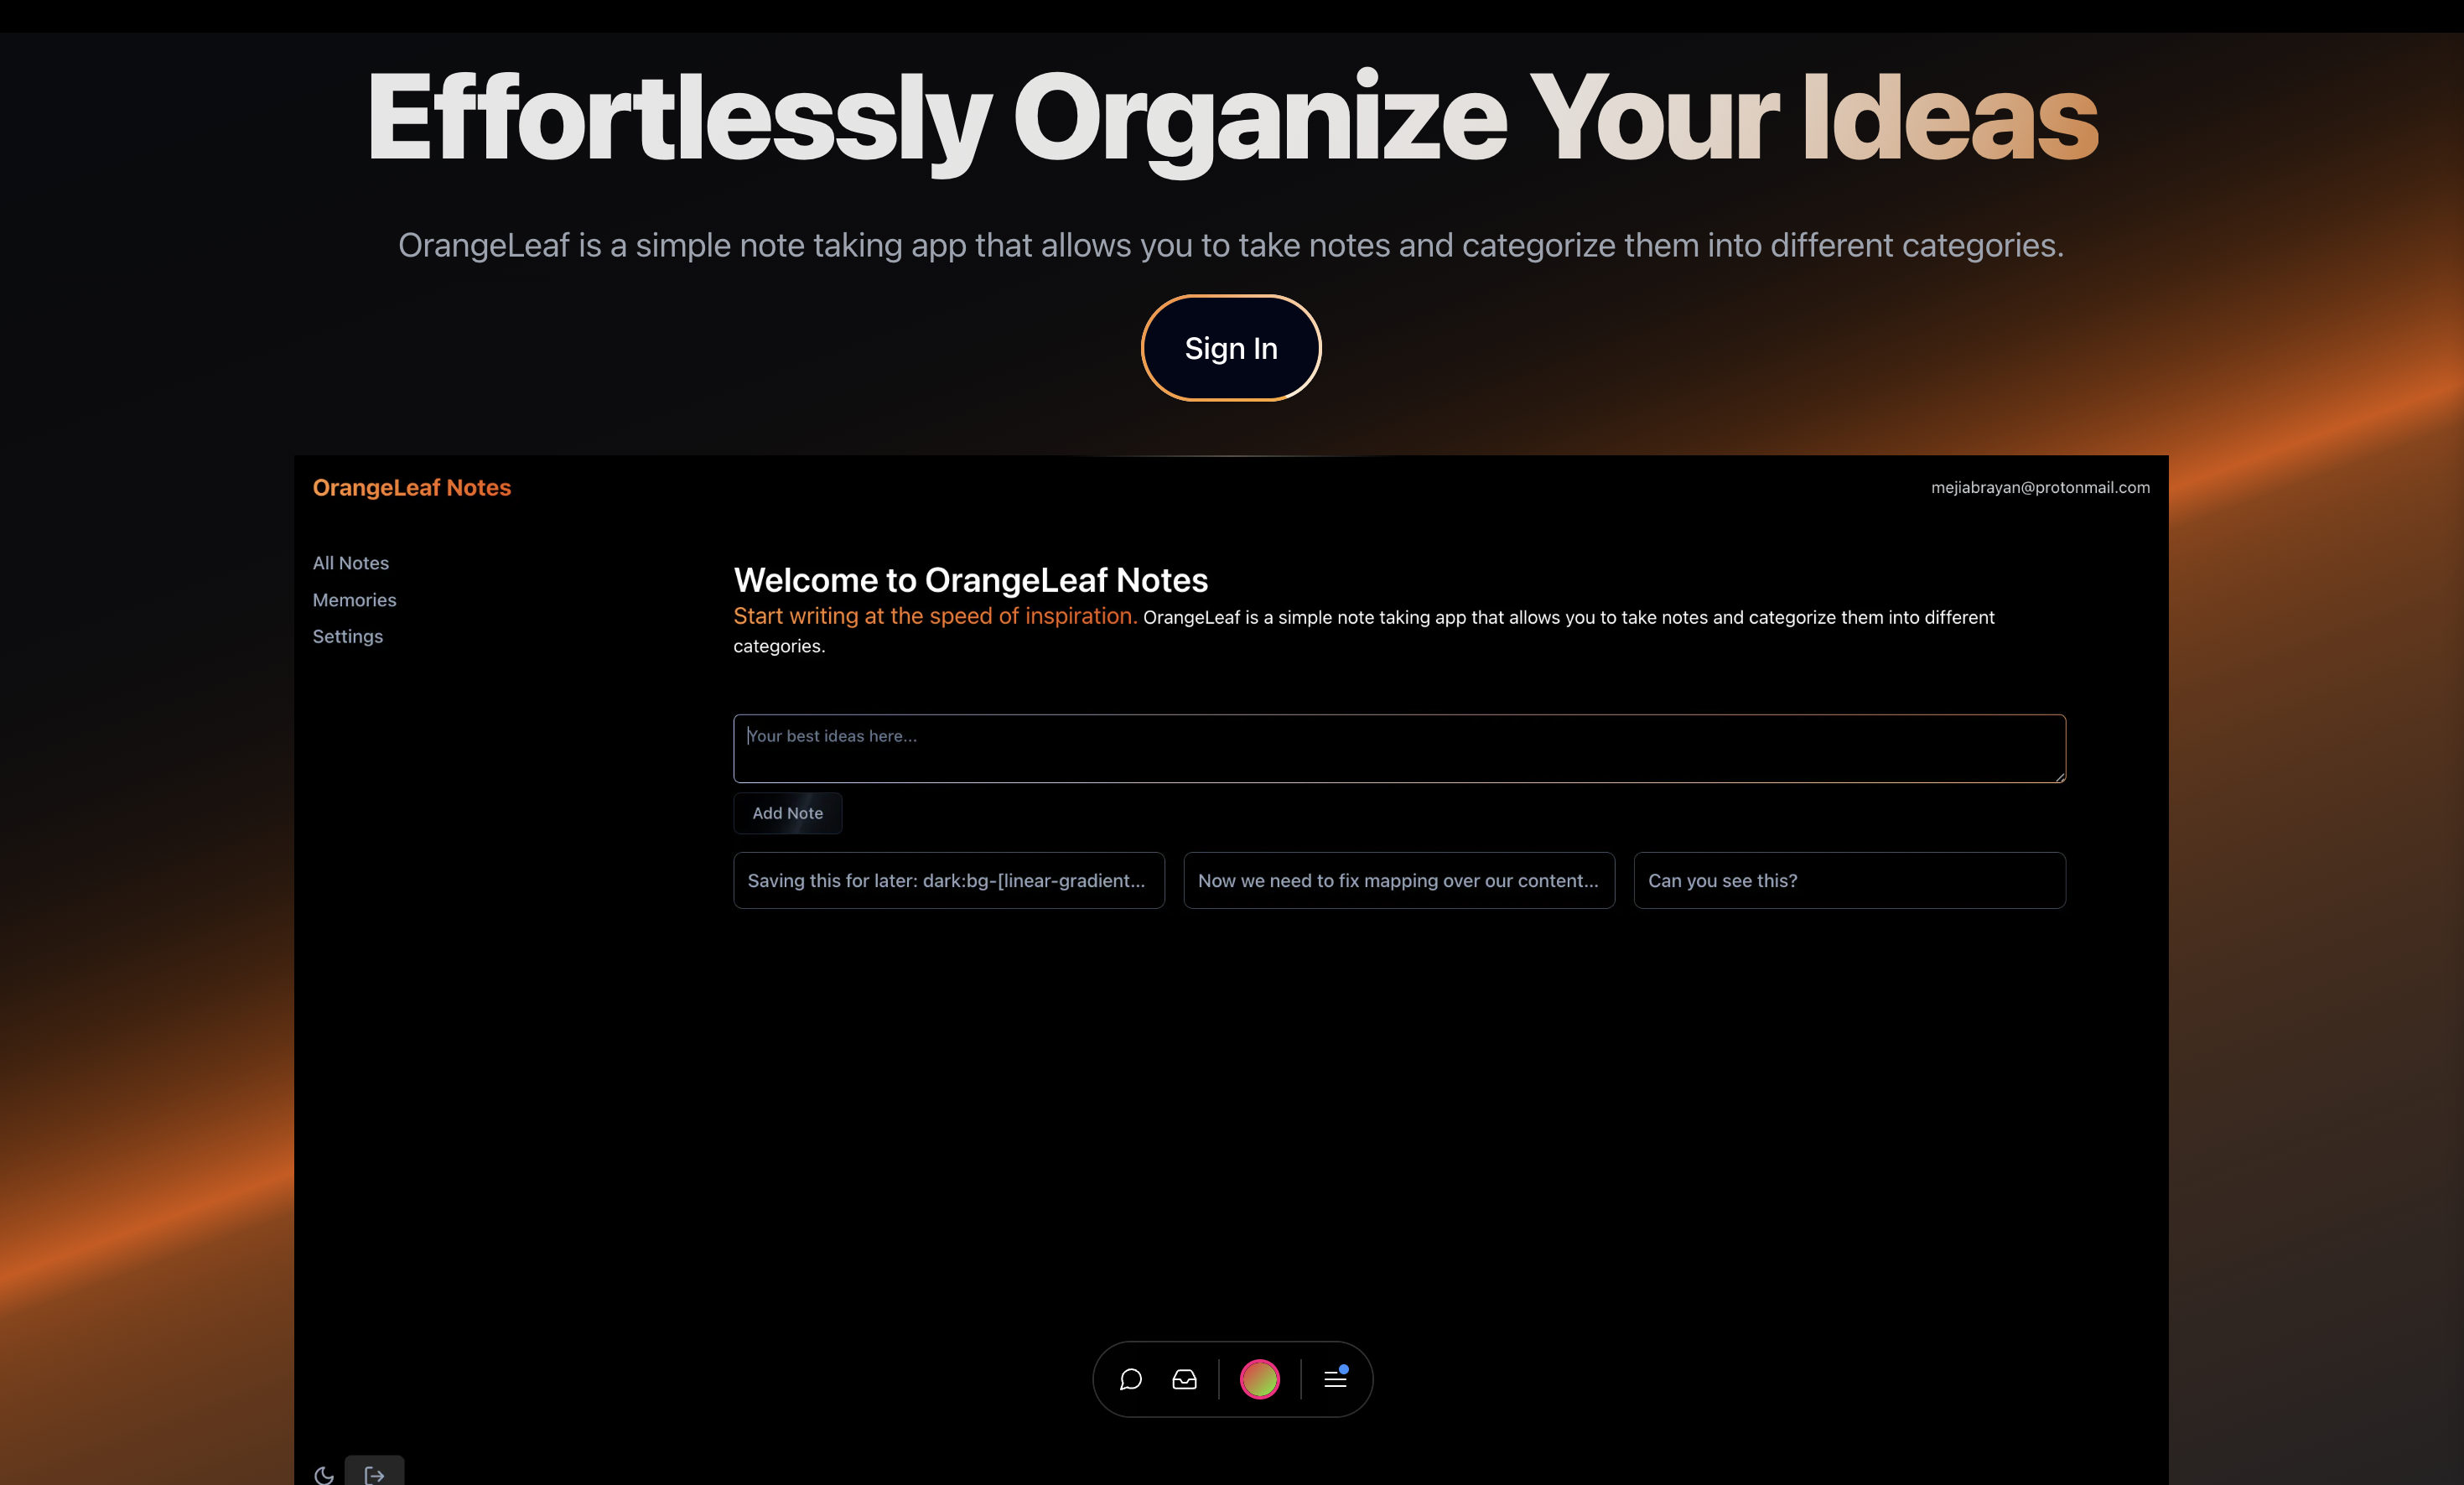 Effortlessly Organize Your Ideas
OrangeLeaf is a simple note taking app that allows you to take notes and categorize them into different categories.
Sign In
OrangeLeaf Notes
mejiabrayan@protonmail.com
All Notes
Memories
Settings
Welcome to OrangeLeaf Notes
Start writing at the speed of inspiration. OrangeLeaf is a simple note taking app that allows you to take notes and categorize them into different
categories.
Your best ideas here...
Add Note
Saving this for later: dark:bg-[linear-gradient...
Now we need to fix mapping over our content...
Can you see this?